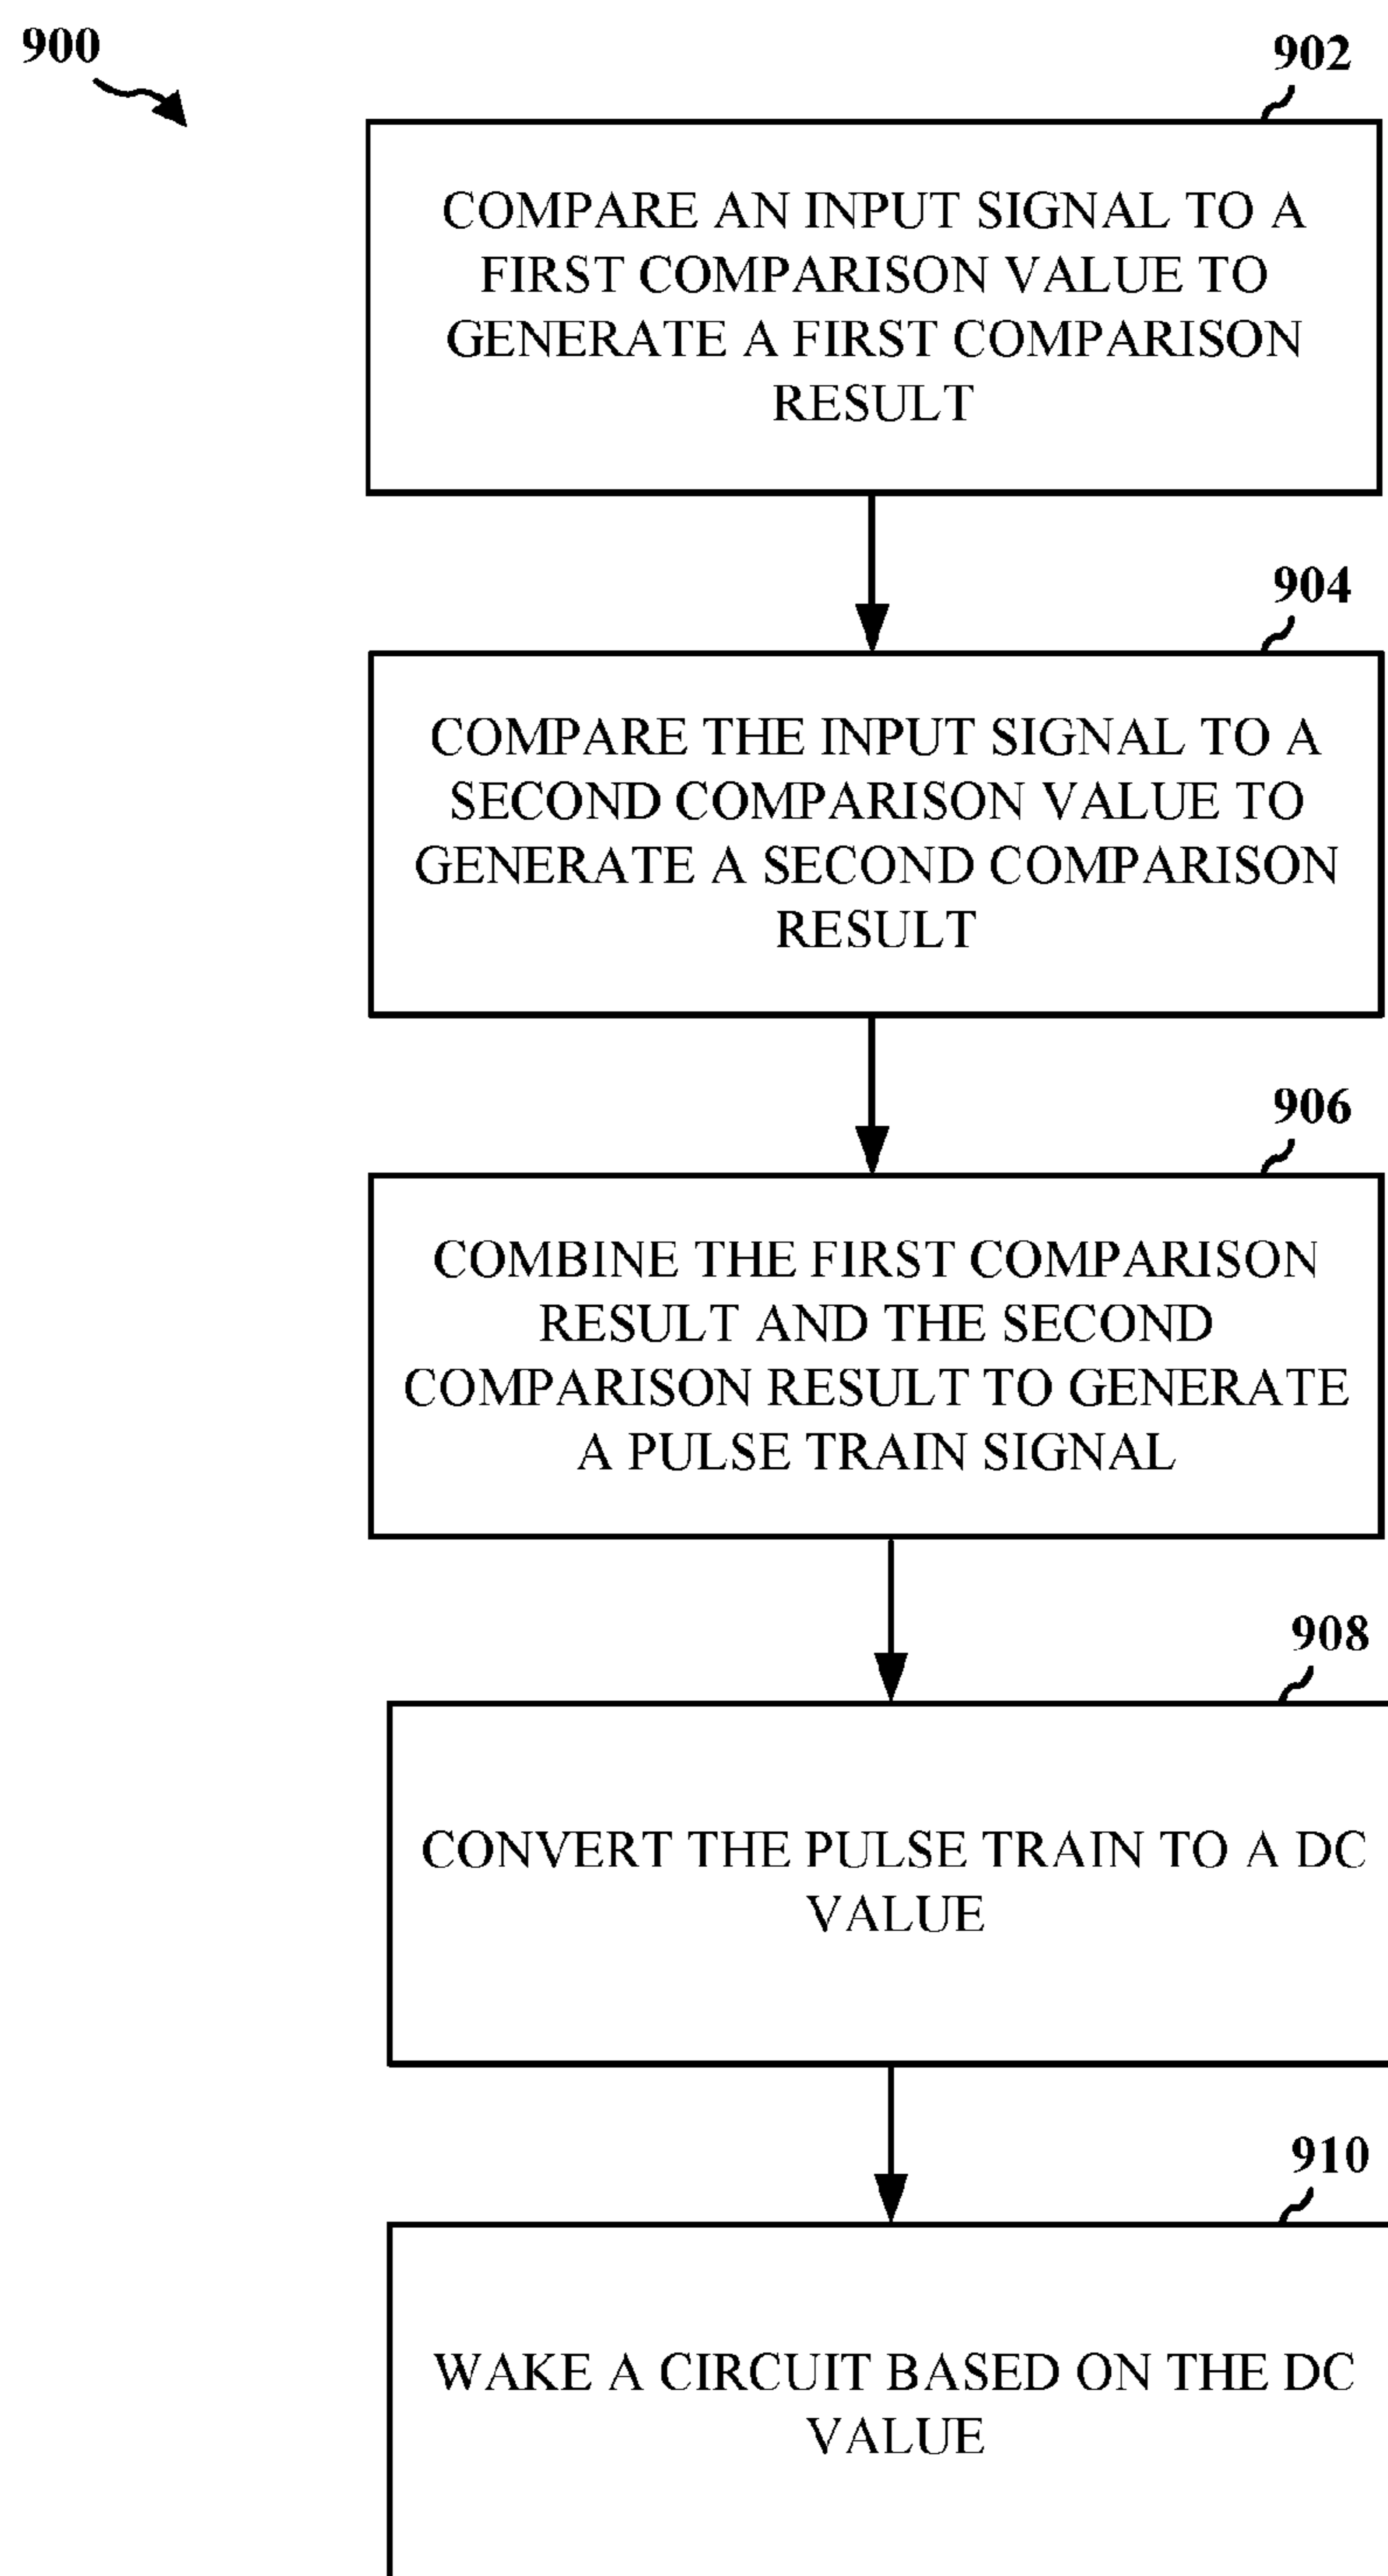 900
902
COMPARE AN INPUT SIGNAL TO A
FIRST COMPARISON VALUE TO
GENERATE A FIRST COMPARISON
RESULT
904
COMPARE THE INPUT SIGNAL TO A
SECOND COMPARISON VALUE TO
GENERATE A SECOND COMPARISON
RESULT
906
COMBINE THE FIRST COMPARISON
RESULT AND THE SECOND
COMPARISON RESULT TO GENERATE
A PULSE TRAIN SIGNAL
908
CONVERT THE PULSE TRAIN TO A DC
VALUE
910
WAKE A CIRCUIT BASED ON THE DC
VALUE